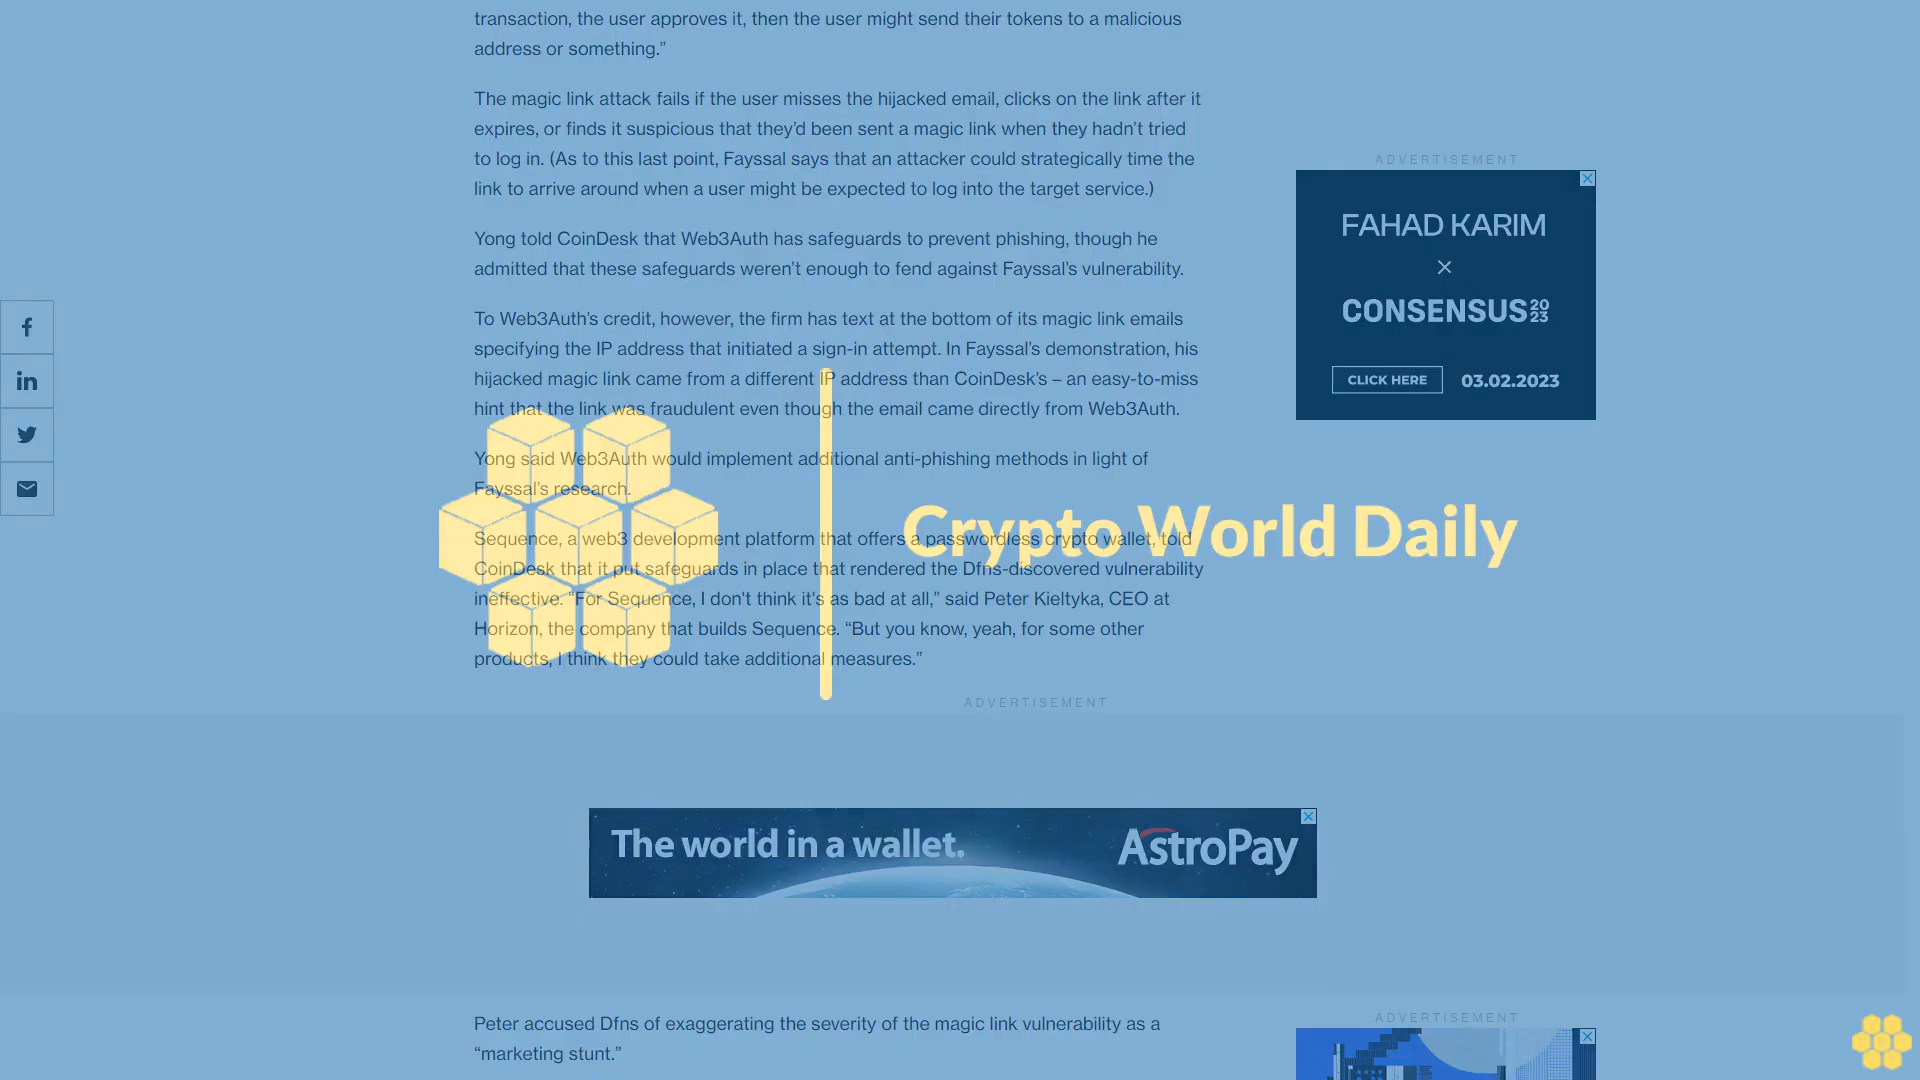 transaction, the user approves it, then the user might send their tokens to a malicious
address or something.”
The magic link attack fails if the user misses the hijacked email, clicks on the link after it
expires, or finds it suspicious that they’d been sent a magic link when they hadn’t tried
to log in. (As to this last point, Fayssal says that an attacker could strategically time the
link to arrive around when a user might be expected to log into the target service.)
Yong told CoinDesk that Web3Auth has safeguards to prevent phishing, though he
admitted that these safeguards weren’t enough to fend against Fayssal’s vulnerability.
To Web3Auth’s credit, however, the firm has text at the bottom of its magic link emails
specifying the IP address that initiated a sign-in attempt. In Fayssal’s demonstration, his
hijacked magic link came from a different IP address than CoinDesk’s – an easy-to-miss
hint that the link was fraudulent even though the email came directly from Web3Auth.
Yong said Web3Auth would implement additional anti-phishing methods in light of
Fayssal’s research.
Sequence, a web3 development platform that offers a passwordless crypto wallet, told
CoinDesk that it put safeguards in place that rendered the Dfns-discovered vulnerability
ineffective. “For Sequence, I don't think it's as bad at all,” said Peter Kieltyka, CEO at
Horizon, the company that builds Sequence. “But you know, yeah, for some other
products, I think they could take additional measures.”
ADVERTISEMENT
FAHAD KARIM
×
CONSENSUS 2023
CLICK HERE 03.02.2023
Crypto World Daily
ADVERTISEMENT
The world in a wallet. AstroPay
Peter accused Dfns of exaggerating the severity of the magic link vulnerability as a
“marketing stunt.”
ADVERTISEMENT